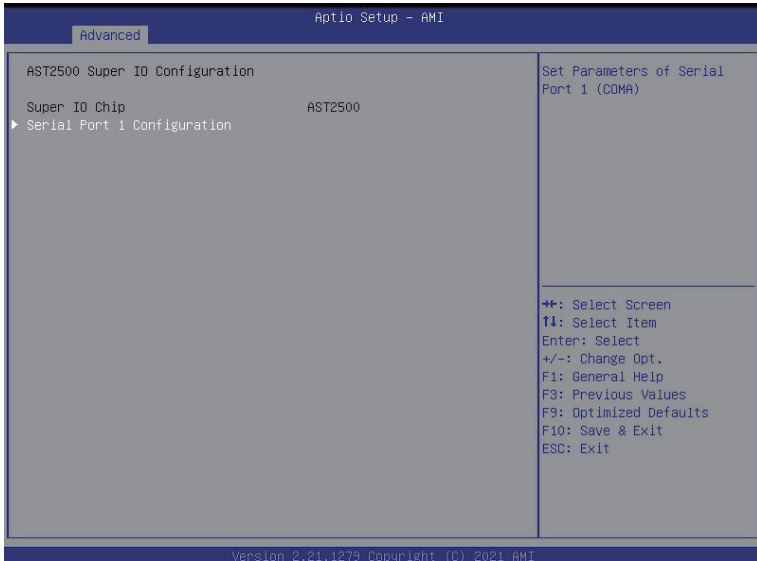 Aptio Setup – AMI
Advanced
AST2500 Super IO Configuration
Super IO Chip AST2500
▶ Serial Port 1 Configuration
Set Parameters of Serial
Port 1 (COMA)
→←: Select Screen
↑↓: Select Item
Enter: Select
+/-: Change Opt.
F1: General Help
F3: Previous Values
F9: Optimized Defaults
F10: Save & Exit
ESC: Exit
Version 2.21.1279 Copyright (C) 2021 AMI